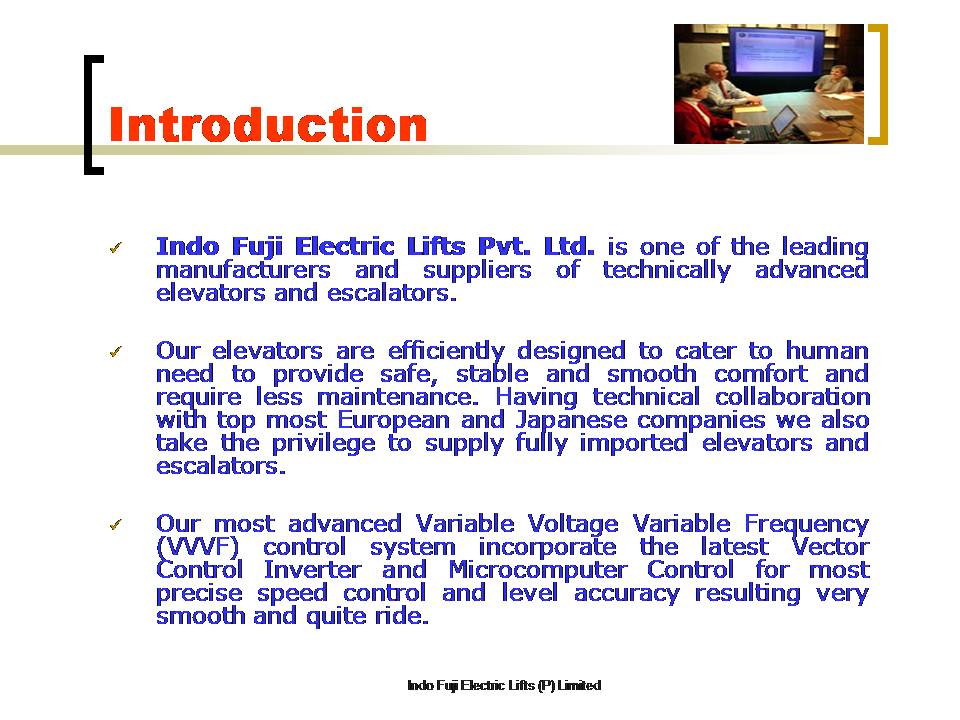 Introduction
Indo Fuji Electric Lifts Pvt. Ltd. is one of the leading
manufacturers and suppliers of technically advanced
elevators and escalators.
Our elevators are efficiently designed to cater to human
need to provide safe, stable and smooth comfort and
require less maintenance. Having technical collaboration
with top most European and Japanese companies we also
take the privilege to supply fully imported elevators and
escalators.
Our most advanced Variable Voltage Variable Frequency
(VVVF) control system incorporate the latest Vector
Control Inverter and Microcomputer Control for most
precise speed control and level accuracy resulting very
smooth and quite ride.
Indo Fuji Electric Lifts (P) Limited